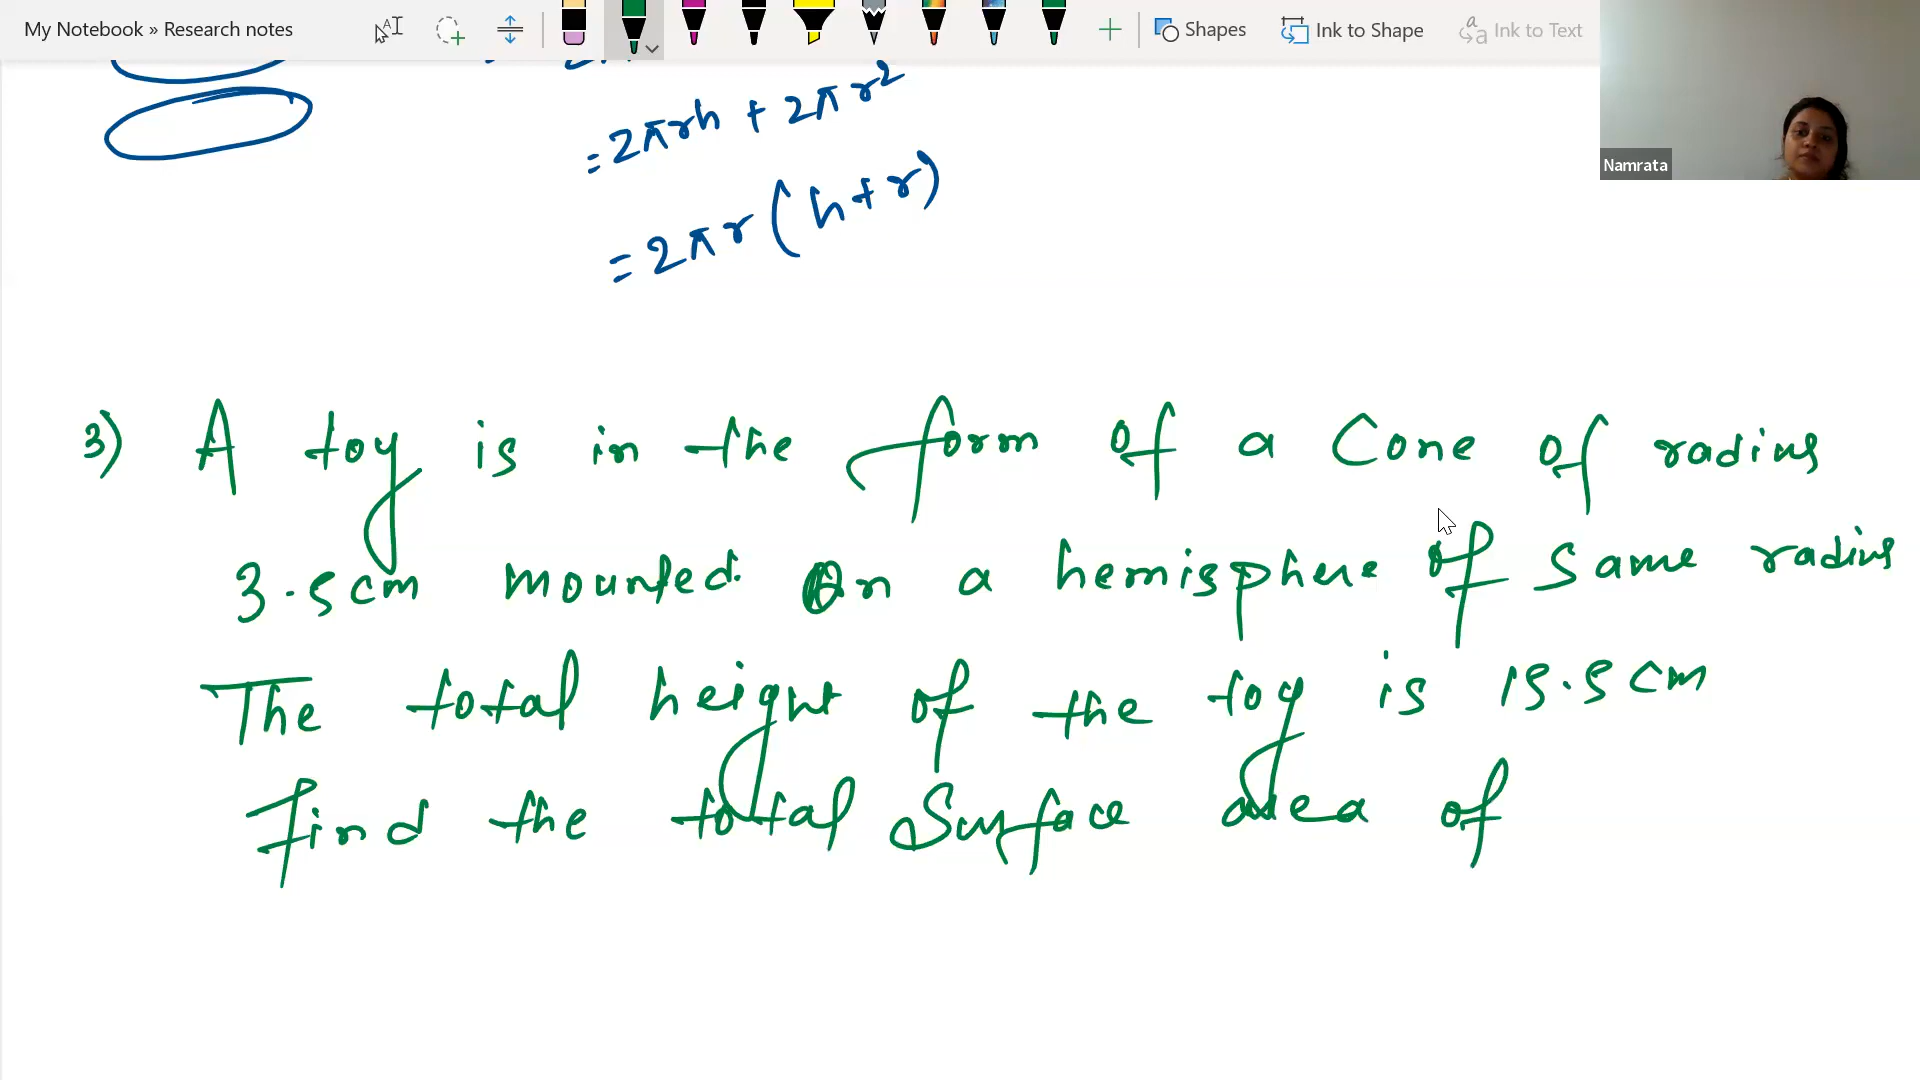 My Notebook » Research notes
Shapes
Ink to Shape
Ink to Text
Namrata
= 2πrh + 2πr²
= 2πr (h+r)
3) A toy is in the form of a Cone of radius
3.5cm mounted On a hemisphere of same radius
The total height of the toy is 15.5cm
Find the total Surface area of